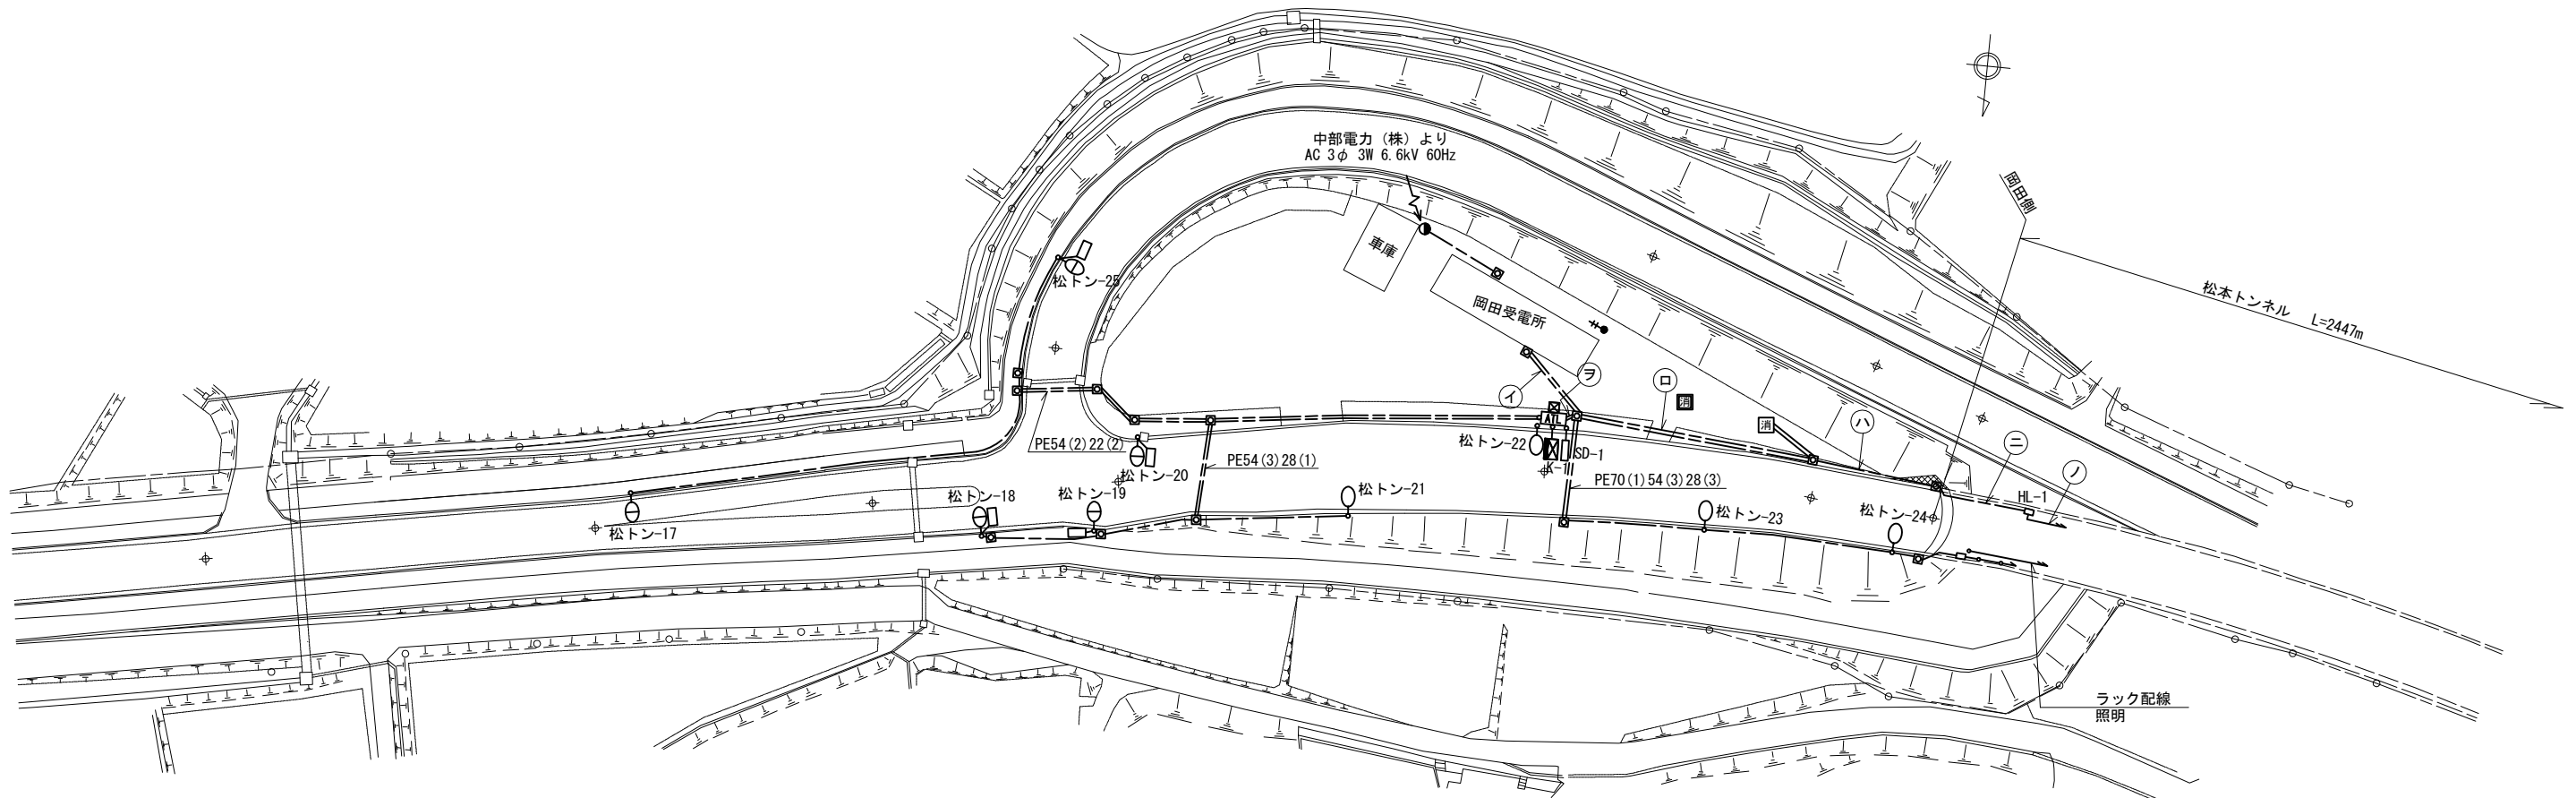 中部電力（株）より
AC 3φ 3W 6.6kV 60Hz
岡田側
車庫
松本トンネル L=2447m
松トン-25
岡田受電所
イ
ヲ
ロ
消
消
ハ
ニ
ノ
ATL
松トン-22
SD-1
K-1
PE54(2)22(2)
松トン-20
PE54(3)28(1)
PE70(1)54(3)28(3)
HL-1
松トン-18
松トン-19
松トン-21
松トン-23
松トン-24
松トン-17
ラック配線
照明